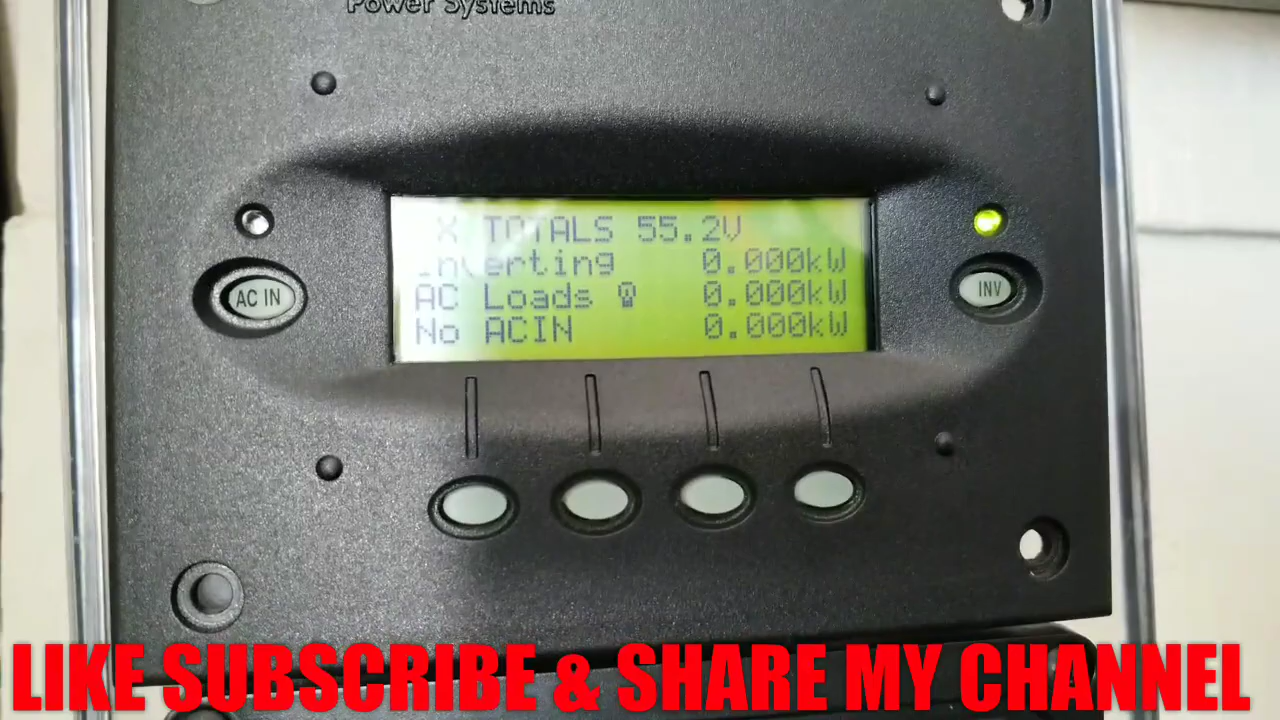 Power Systems
X TOTALS 55.2V
Inverting 0.000kW
AC Loads 0.000kW
No ACIN 0.000kW
AC IN
INV
LIKE SUBSCRIBE & SHARE MY CHANNEL